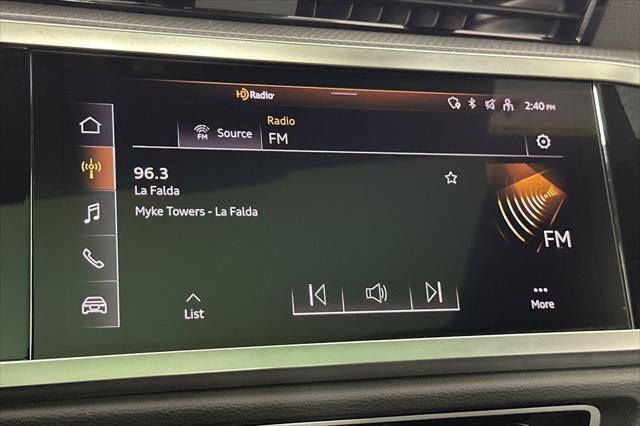 HD Radio
2:40 PM
Radio
FM Source
FM
96.3
La Falda
Myke Towers - La Falda
FM
List
More